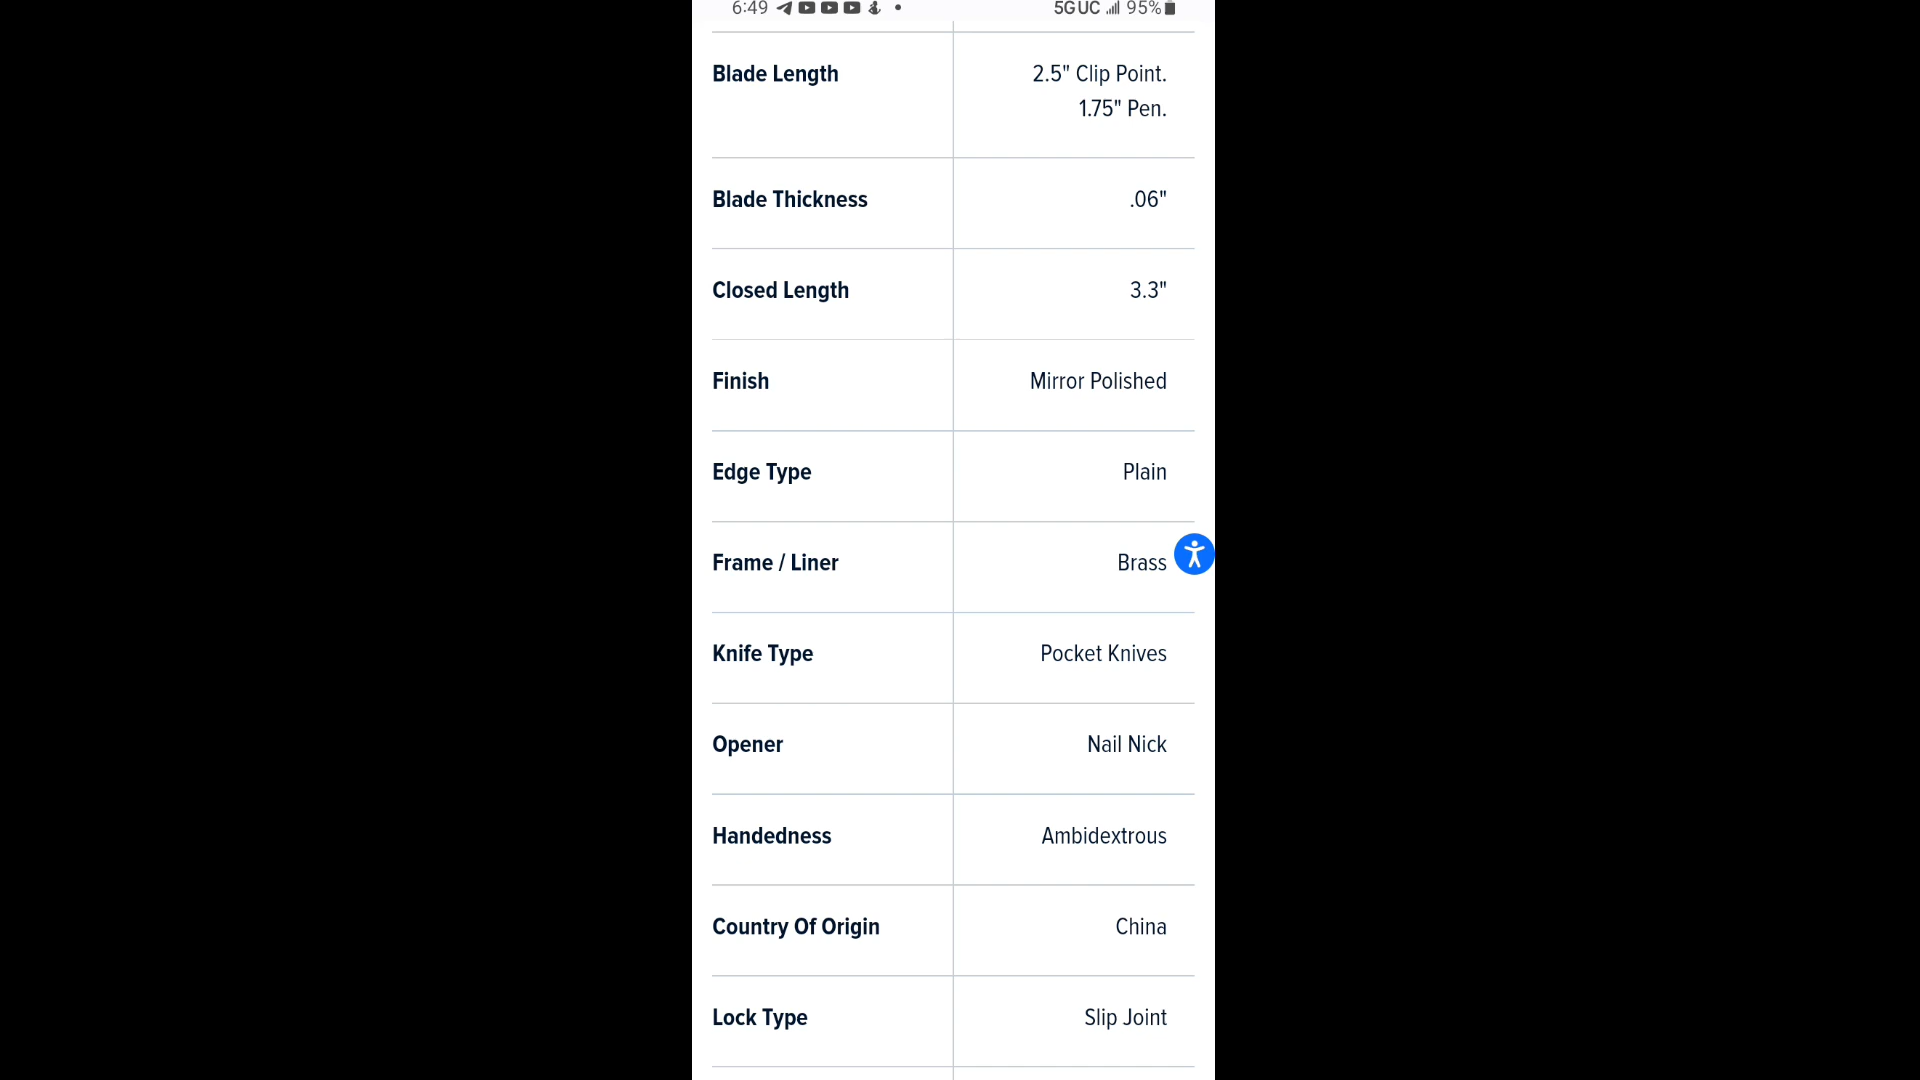 6:49 5G UC 95%
Blade Length 2.5" Clip Point.
1.75" Pen.
Blade Thickness .06"
Closed Length 3.3"
Finish Mirror Polished
Edge Type Plain
Frame / Liner Brass
Knife Type Pocket Knives
Opener Nail Nick
Handedness Ambidextrous
Country Of Origin China
Lock Type Slip Joint